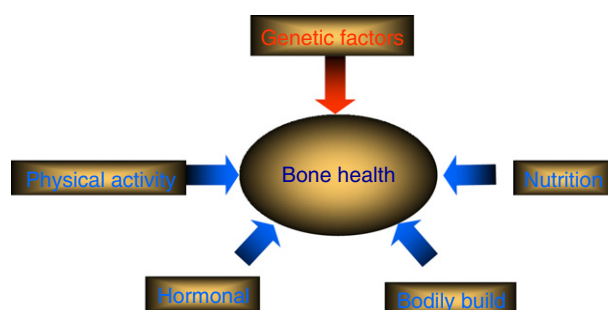 Genetic factors
Physical activity
Bone health
Nutrition
Hormonal
Bodily build